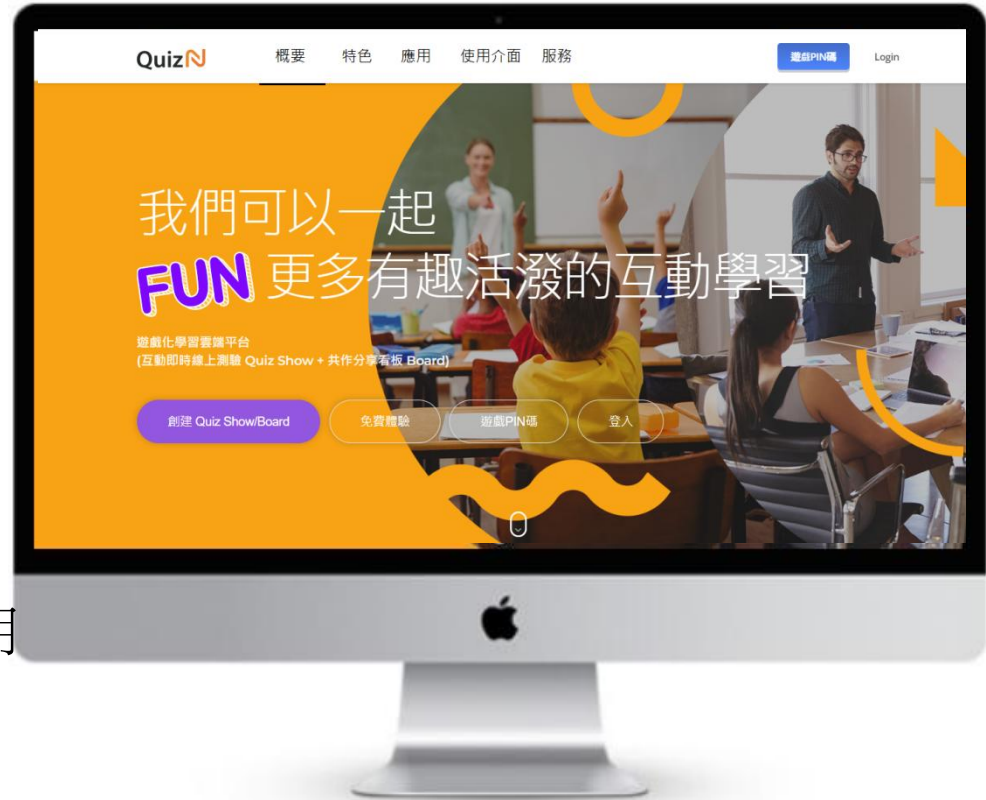 QuizN 概要 特色 應用 使用介面 服務 遊戲PIN碼 Login
我們可以一起
FUN 更多有趣活潑的互動學習
遊戲化學習雲端平台
(互動即時線上測驗 Quiz Show + 共作分享看板 Board)
創建 Quiz Show/Board 免費體驗 遊戲PIN碼 登入